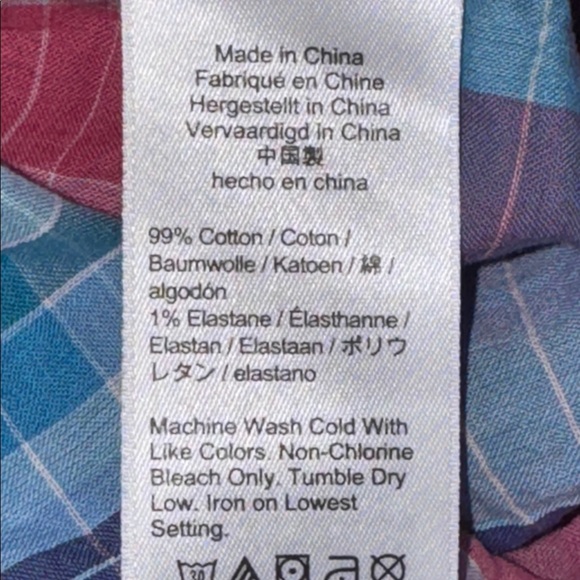 Made in China
Fabriqué en Chine
Hergestellt in China
Vervaardigd in China
中国製
hecho en china
99% Cotton / Coton /
Baumwolle / Katoen / 綿 /
algodón
1% Elastane / Élasthanne /
Elastan / Elastaan / ポリウ
レタン / elastano
Machine Wash Cold With
Like Colors. Non-Chlorine
Bleach Only. Tumble Dry
Low. Iron on Lowest
Setting.
30